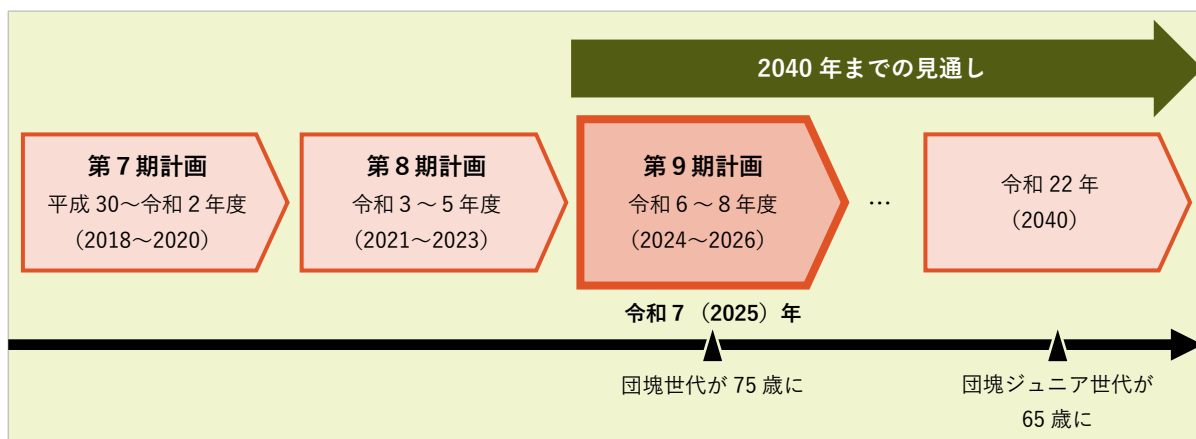 2040 年までの見通し
第７期計画
平成 30～令和 2 年度
（2018～2020）
第８期計画
令和 3 ～ 5 年度
（2021～2023）
第９期計画
令和 6 ～ 8 年度
（2024～2026）
…
令和 22 年
（2040）
令和７（2025）年
団塊世代が 75 歳に
団塊ジュニア世代が
65 歳に